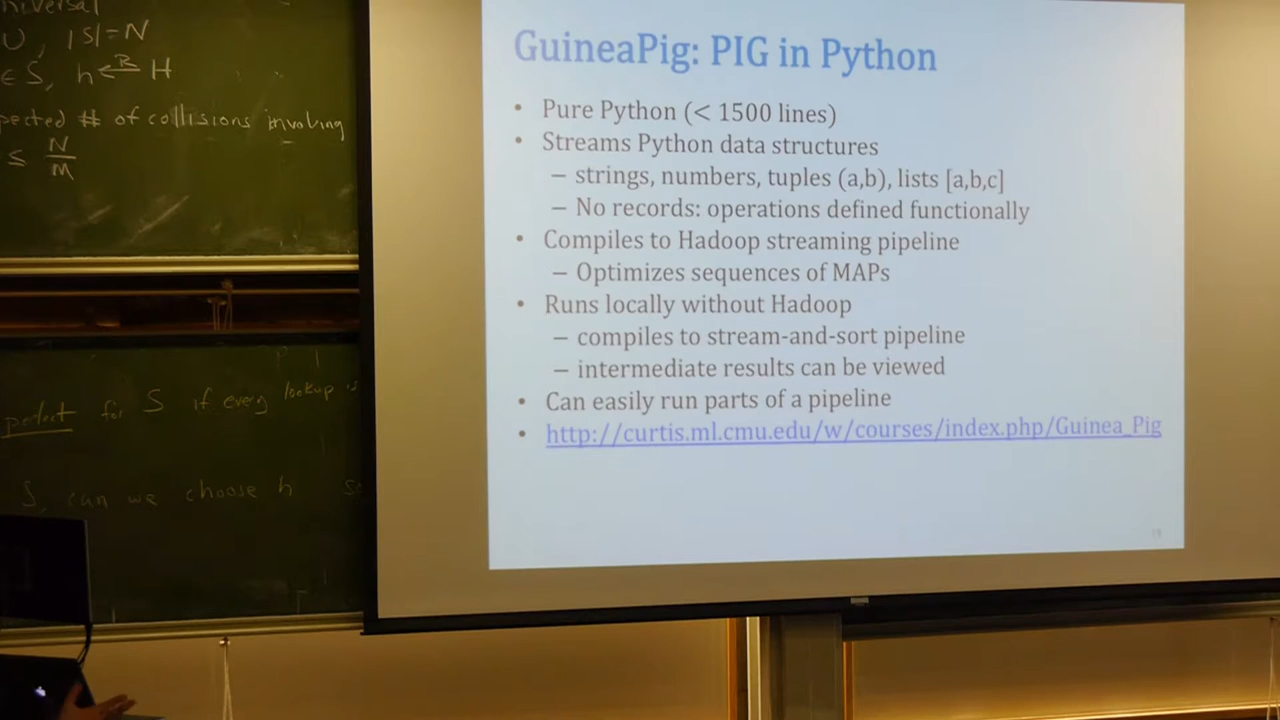 niversal
U, |S|=N
∈ S, h ←R H
pected # of collisions involving
≤ N/M
perfect for S if every lookup is
S, can we choose h
GuineaPig: PIG in Python
• Pure Python (< 1500 lines)
• Streams Python data structures
– strings, numbers, tuples (a,b), lists [a,b,c]
– No records: operations defined functionally
• Compiles to Hadoop streaming pipeline
– Optimizes sequences of MAPs
• Runs locally without Hadoop
– compiles to stream-and-sort pipeline
– intermediate results can be viewed
• Can easily run parts of a pipeline
• http://curtis.ml.cmu.edu/w/courses/index.php/Guinea_Pig